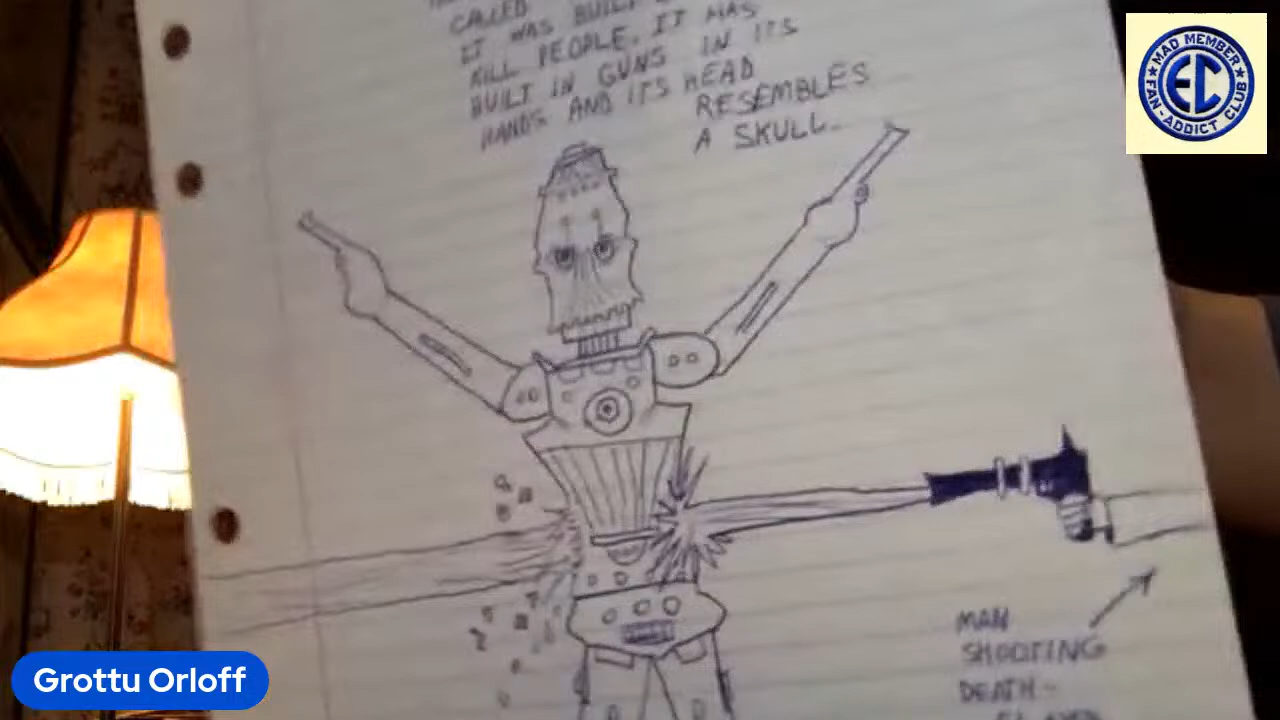 CALLED
IT WAS BUILT
KILL PEOPLE. IT HAS
BUILT IN GUNS IN ITS
HANDS AND ITS HEAD
RESEMBLES
A SKULL.
MAD MEMBER
EC
FAN-ADDICT CLUB
MAN
SHOOTING
DEATH-
Grottu Orloff